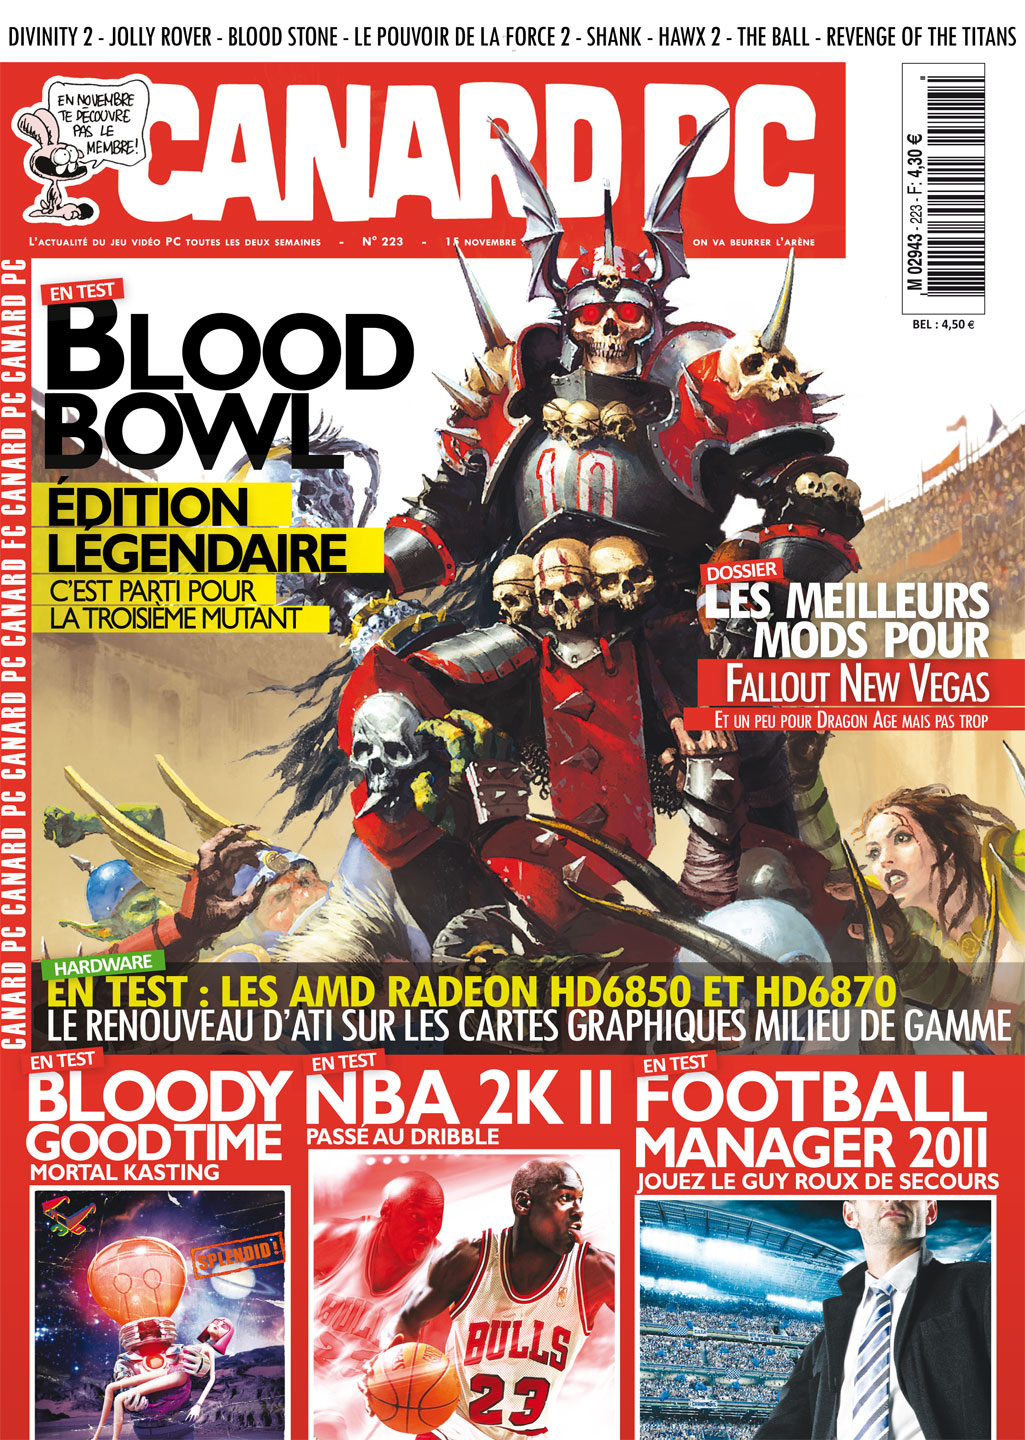 DIVINITY 2 - JOLLY ROVER - BLOOD STONE - LE POUVOIR DE LA FORCE 2 - SHANK - HAWX 2 - THE BALL - REVENGE OF THE TITANS
EN NOVEMBRE
TE DÉCOUVRE
PAS LE
MEMBRE!
CANARD PC
L'ACTUALITÉ DU JEU VIDÉO PC TOUTES LES DEUX SEMAINES - N° 223 - 15 NOVEMBRE
ON VA BEURRER L'ARÈNE
M 02943 - 223 - F: 4,30 €
BEL : 4,50 €
CANARD PC CANARD PC CANARD PC CANARD FC CANARD PC CANARD PC
EN TEST
BLOOD
BOWL
ÉDITION
LÉGENDAIRE
C'EST PARTI POUR
LA TROISIÈME MUTANT
10
DOSSIER
LES MEILLEURS
MODS POUR
FALLOUT NEW VEGAS
ET UN PEU POUR DRAGON AGE MAIS PAS TROP
HARDWARE
EN TEST : LES AMD RADEON HD6850 ET HD6870
LE RENOUVEAU D'ATI SUR LES CARTES GRAPHIQUES MILIEU DE GAMME
EN TEST
BLOODY
GOOD TIME
MORTAL KASTING
SPLENDID!
EN TEST
NBA 2K11
PASSÉ AU DRIBBLE
BULLS
23
EN TEST
FOOTBALL
MANAGER 2011
JOUEZ LE GUY ROUX DE SECOURS